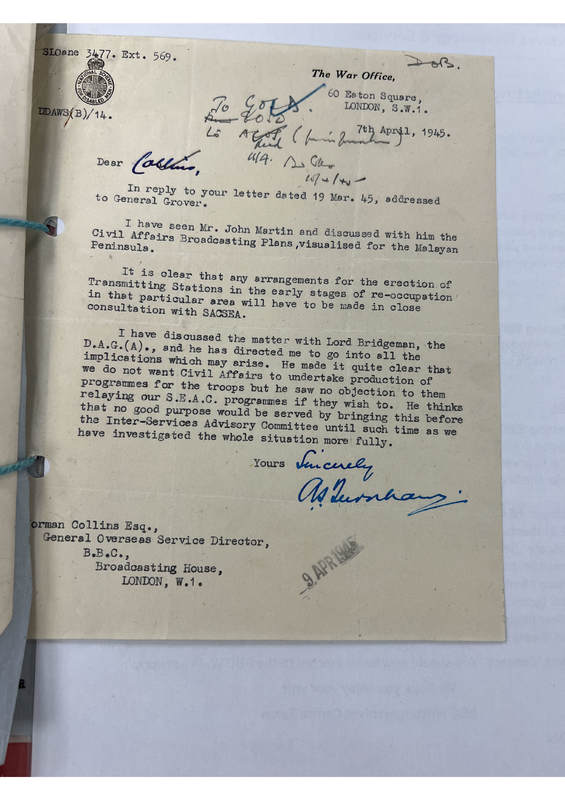 SLoane 3477. Ext. 569.
D o B.
The War Office,
60 Eaton Square,
LONDON, S.W.1.
To GOLD.
DDAWS(B)/14.
7th April, 1945.
Dear Collins,
In reply to your letter dated 19 Mar. 45, addressed
to General Grover.
I have seen Mr. John Martin and discussed with him the
Civil Affairs Broadcasting Plans,visualised for the Malayan
Peninsula.
It is clear that any arrangements for the erection of
Transmitting Stations in the early stages of re-occupation
in that particular area will have to be made in close
consultation with SACSEA.
I have discussed the matter with Lord Bridgeman, the
D.A.G.(A)., and he has directed me to go into all the
implications which may arise. He made it quite clear that
we do not want Civil Affairs to undertake production of
programmes for the troops but he saw no objection to them
relaying our S.E.A.C. programmes if they wish to. He thinks
that no good purpose would be served by bringing this before
the Inter-Services Advisory Committee until such time as we
have investigated the whole situation more fully.
Yours Sincerely
orman Collins Esq.,
General Overseas Service Director,
B.B.C.,
Broadcasting House,
LONDON, W.1.
9 APR 1945